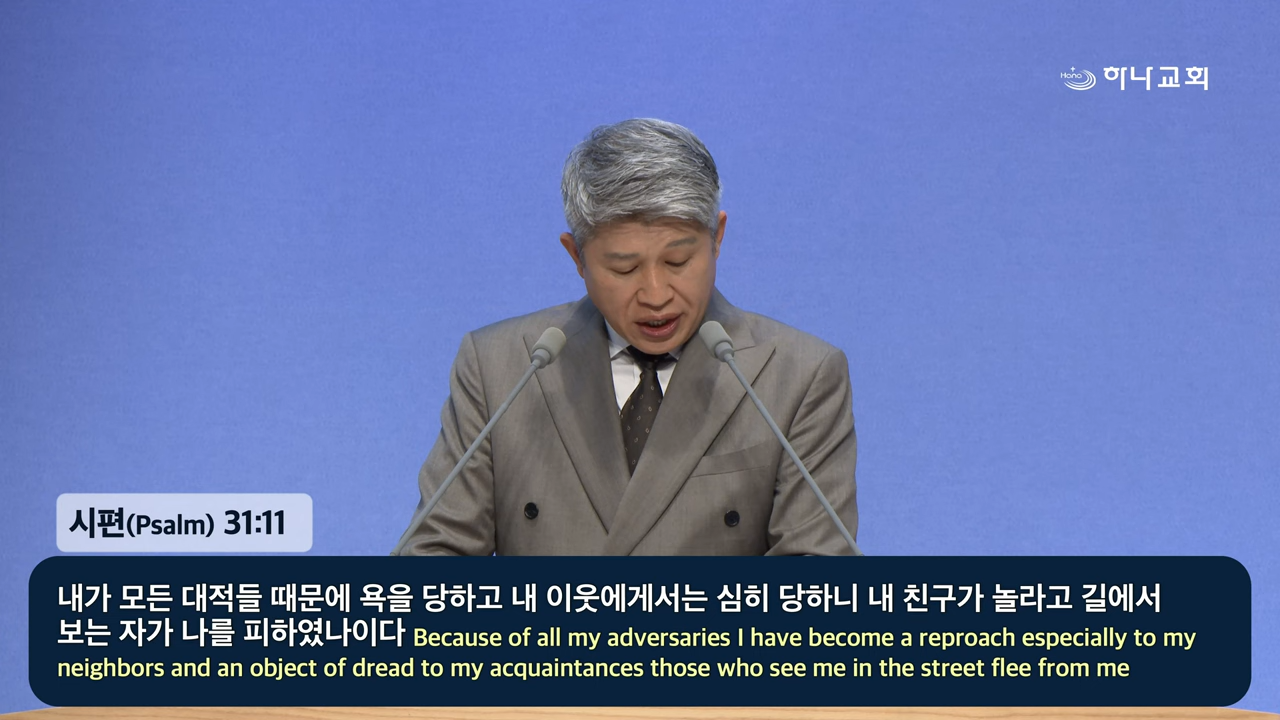 Hana 하나교회
시편(Psalm) 31:11
내가 모든 대적들 때문에 욕을 당하고 내 이웃에게서는 심히 당하니 내 친구가 놀라고 길에서
보는 자가 나를 피하였나이다 Because of all my adversaries I have become a reproach especially to my
neighbors and an object of dread to my acquaintances those who see me in the street flee from me